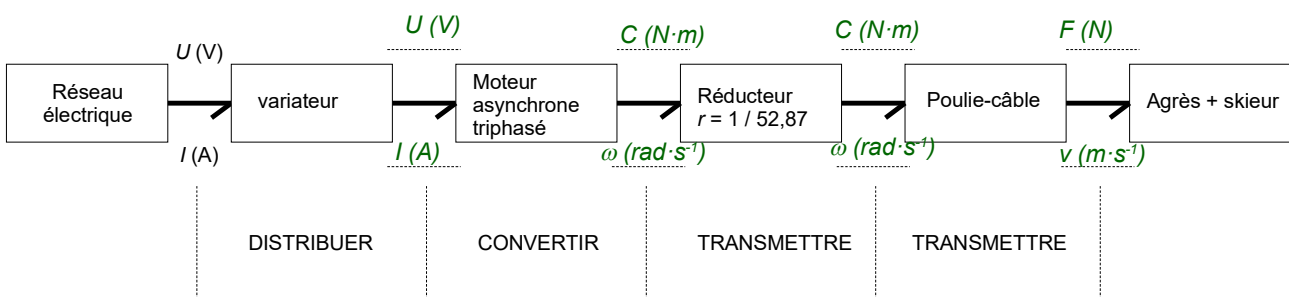 U (V)
U (V)
C (N·m)
C (N·m)
F (N)
Réseau
électrique
variateur
Moteur
asynchrone
triphasé
Réducteur
r = 1 / 52,87
Poulie-câble
Agrès + skieur
I (A)
I (A)
ω (rad·s⁻¹)
ω (rad·s⁻¹)
v (m·s⁻¹)
DISTRIBUER
CONVERTIR
TRANSMETTRE
TRANSMETTRE